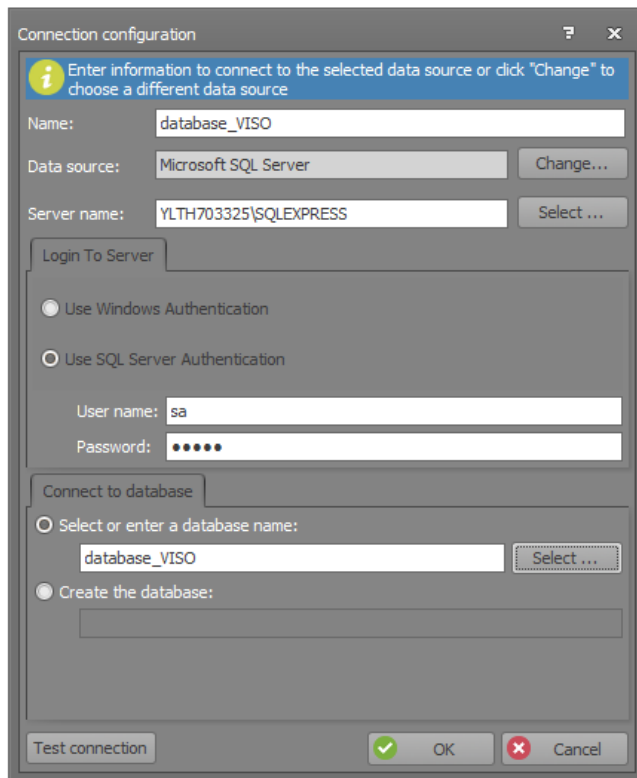 Connection configuration
Enter information to connect to the selected data source or click "Change" to
choose a different data source
Name: database_VISO
Data source: Microsoft SQL Server Change...
Server name: YLTH703325\SQLEXPRESS Select ...
Login To Server
Use Windows Authentication
Use SQL Server Authentication
User name: sa
Password: •••••
Connect to database
Select or enter a database name:
database_VISO Select ...
Create the database:
Test connection OK Cancel